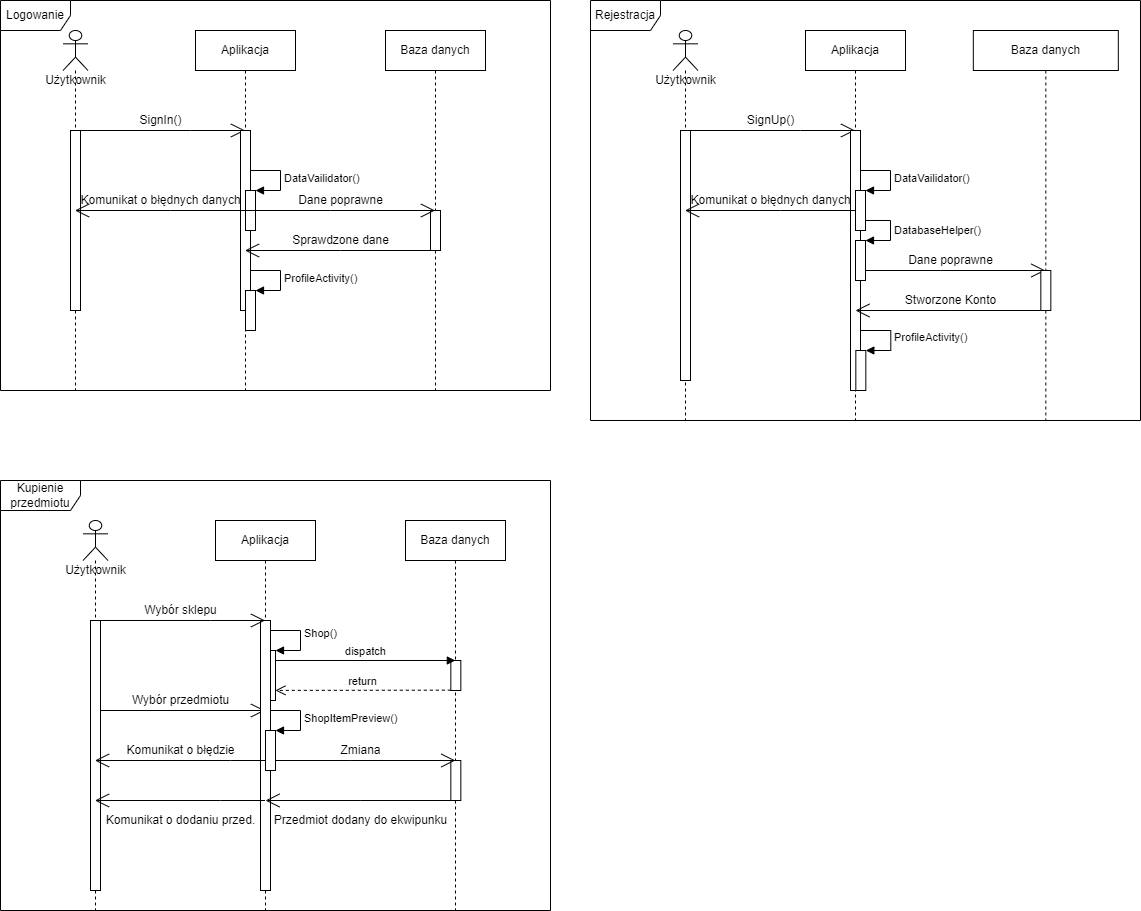 Logowanie
Użytkownik
Aplikacja
Baza danych
SignIn()
DataVailidator()
Komunikat o błędnych danych
Dane poprawne
Sprawdzone dane
ProfileActivity()
Rejestracja
Użytkownik
Aplikacja
Baza danych
SignUp()
DataVailidator()
Komunikat o błędnych danych
DatabaseHelper()
Dane poprawne
Stworzone Konto
ProfileActivity()
Kupienie
przedmiotu
Użytkownik
Aplikacja
Baza danych
Wybór sklepu
Shop()
dispatch
return
Wybór przedmiotu
ShopItemPreview()
Komunikat o błędzie
Zmiana
Komunikat o dodaniu przed.
Przedmiot dodany do ekwipunku